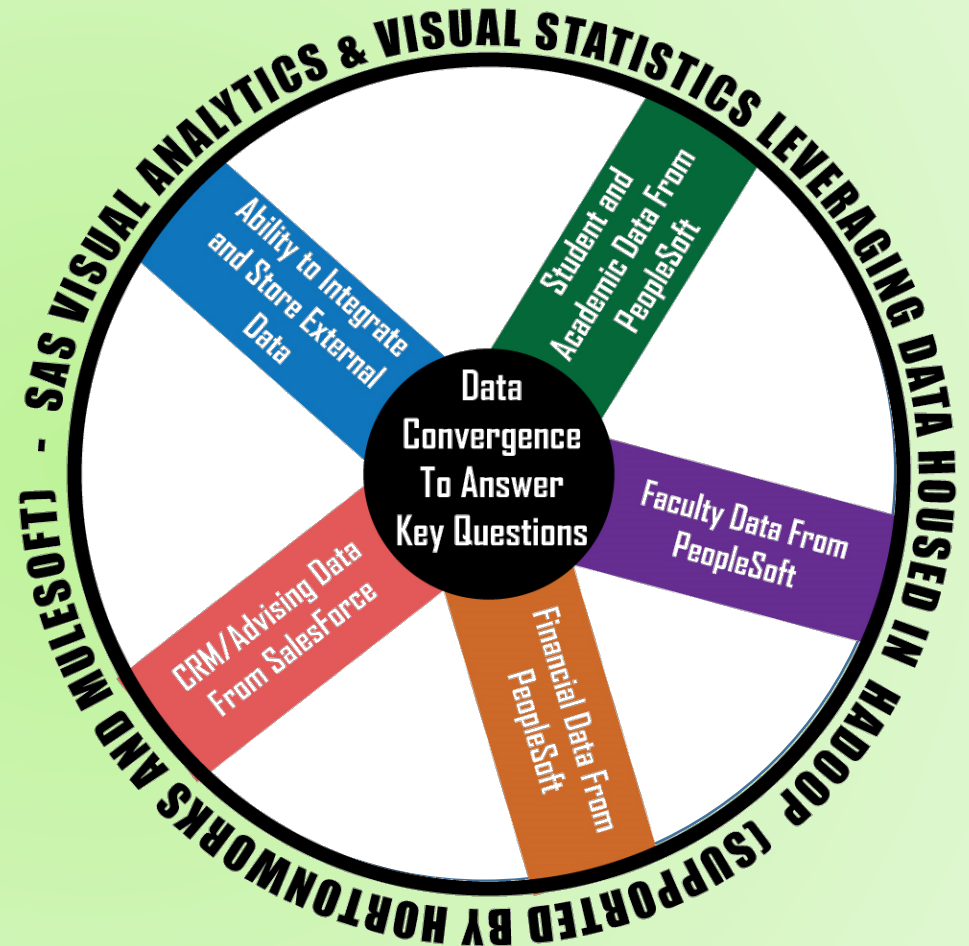 SAS VISUAL ANALYTICS & VISUAL STATISTICS LEVERAGING DATA HOUSED IN HADOOP (SUPPORTED BY HORTONWORKS AND MULESOFT) -
Ability to Integrate
and Store External
Data
Student and
Academic Data From
PeopleSoft
Data
Convergence
To Answer
Key Questions
Faculty Data From
PeopleSoft
CRM/Advising Data
From SalesForce
Financial Data From
PeopleSoft